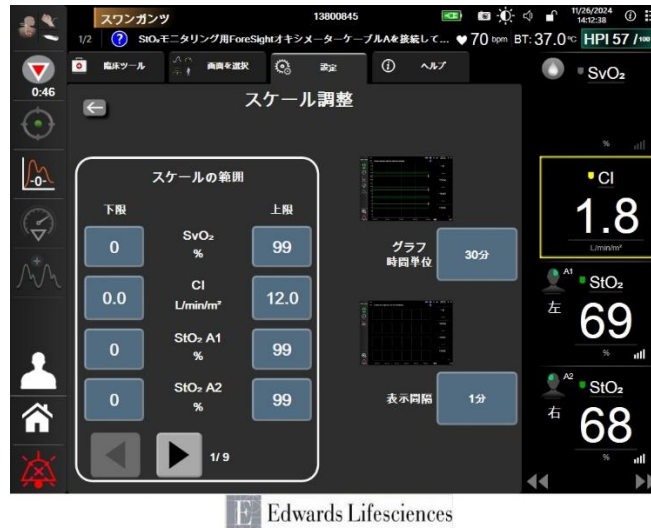 スワンガンツ
13800845
11/26/2024
14:12:38
1/2
StO₂モニタリング用ForeSightオキシメーターケーブルAを接続して...
70 bpm
BT: 37.0 °C
HPI 57 /100
0:46
臨床ツール
画面を選択
設定
ヘルプ
スケール調整
スケールの範囲
下限
上限
0
SvO₂
%
99
0.0
CI
L/min/m²
12.0
0
StO₂ A1
%
99
0
StO₂ A2
%
99
1/9
グラフ
時間単位
30分
表示間隔
1分
SvO₂
%
CI
1.8
L/min/m²
A1
StO₂
左
69
%
A2
StO₂
右
68
%
-0-
E Edwards Lifesciences